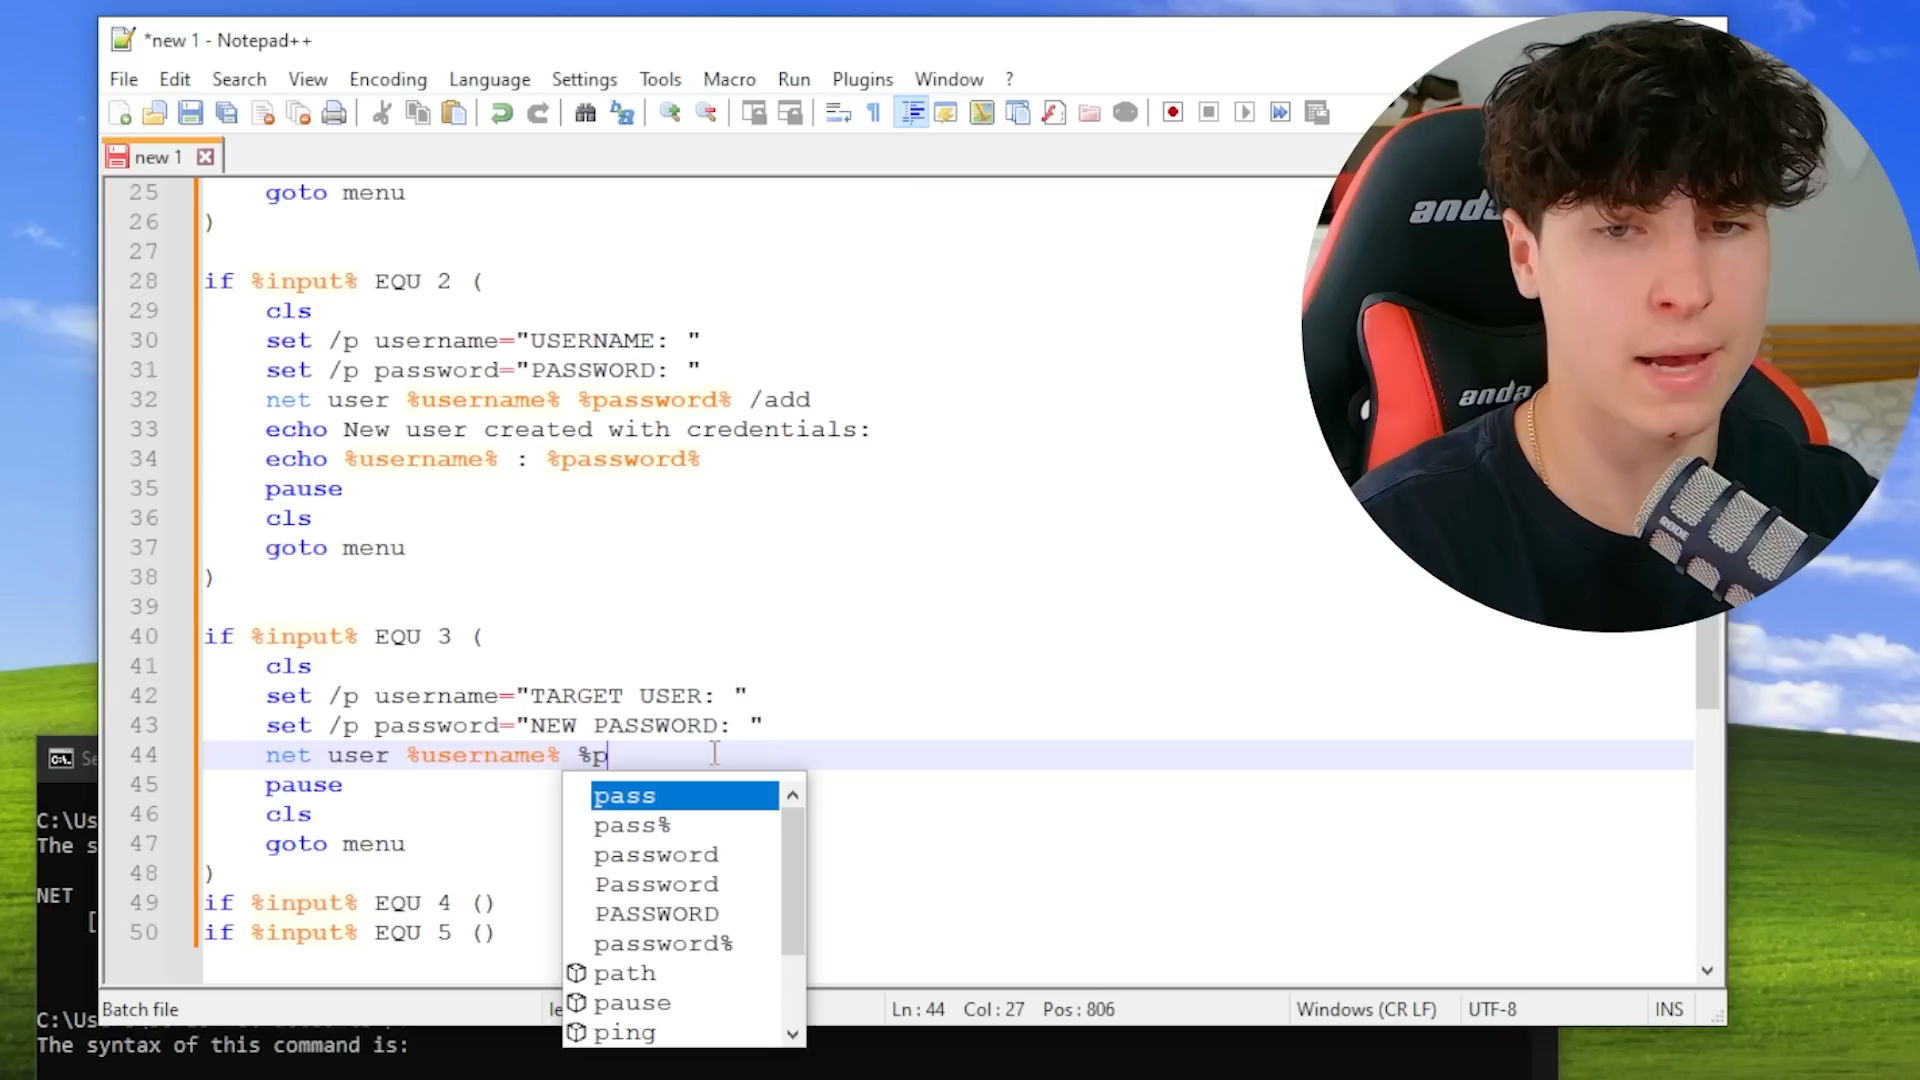 *new 1 - Notepad++
File Edit Search View Encoding Language Settings Tools Macro Run Plugins Window ?
new 1
25 goto menu
26 )
27
28 if %input% EQU 2 (
29 cls
30 set /p username="USERNAME: "
31 set /p password="PASSWORD: "
32 net user %username% %password% /add
33 echo New user created with credentials:
34 echo %username% : %password%
35 pause
36 cls
37 goto menu
38 )
39
40 if %input% EQU 3 (
41 cls
42 set /p username="TARGET USER: "
43 set /p password="NEW PASSWORD: "
44 net user %username% %p
45 pause
46 cls
47 goto menu
48 )
49 if %input% EQU 4 ()
50 if %input% EQU 5 ()
pass
pass%
password
Password
PASSWORD
password%
path
pause
ping
Batch file
Ln : 44 Col : 27 Pos : 806
Windows (CR LF)
UTF-8
INS
C:\Us
The s
NET
[
C:\Us
The syntax of this command is:
anda
anda
RODE